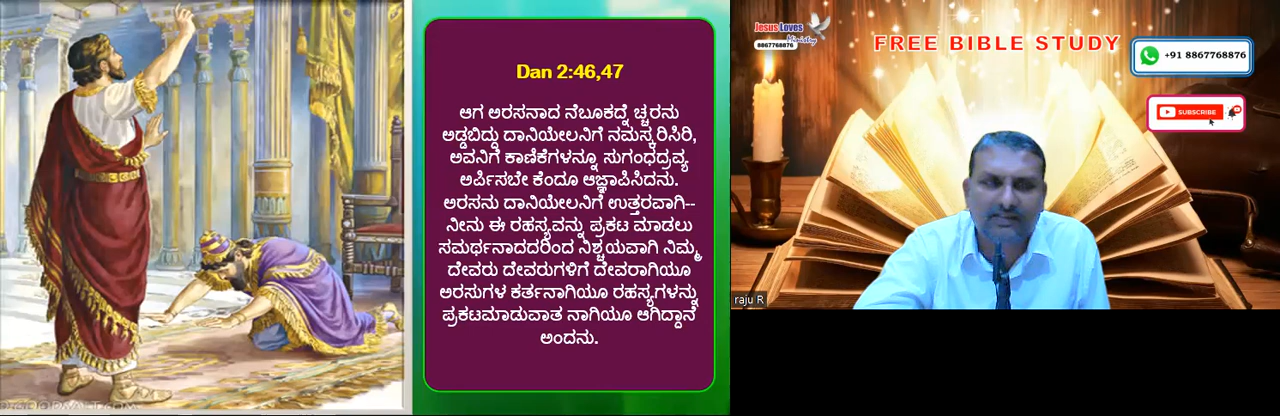 Dan 2:46,47
ಆಗ ಅರಸನಾದ ನೆಬೂಕದ್ನೆ ಚ್ಚರನು
ಅಡ್ಡಬಿದ್ದು ದಾನಿಯೇಲನಿಗೆ ನಮಸ್ಕರಿಸಿರಿ,
ಅವನಿಗೆ ಕಾಣಿಕೆಗಳನ್ನೂ ಸುಗಂಧದ್ರವ್ಯ
ಅರ್ಪಿಸಬೇ ಕೆಂದೂ ಆಜ್ಞಾಪಿಸಿದನು.
ಅರಸನು ದಾನಿಯೇಲನಿಗೆ ಉತ್ತರವಾಗಿ--
ನೀನು ಈ ರಹಸ್ಯವನ್ನು ಪ್ರಕಟ ಮಾಡಲು
ಸಮರ್ಥನಾದದರಿಂದ ನಿಶ್ಚಯವಾಗಿ ನಿಮ್ಮ
ದೇವರು ದೇವರುಗಳಿಗೆ ದೇವರಾಗಿಯೂ
ಅರಸುಗಳ ಕರ್ತನಾಗಿಯೂ ರಹಸ್ಯಗಳನ್ನು
ಪ್ರಕಟಮಾಡುವಾತ ನಾಗಿಯೂ ಆಗಿದ್ದಾನೆ
ಅಂದನು.
Jesus Loves
Ministry
8867768876
FREE BIBLE STUDY
+91 8867768876
SUBSCRIBE
raju R